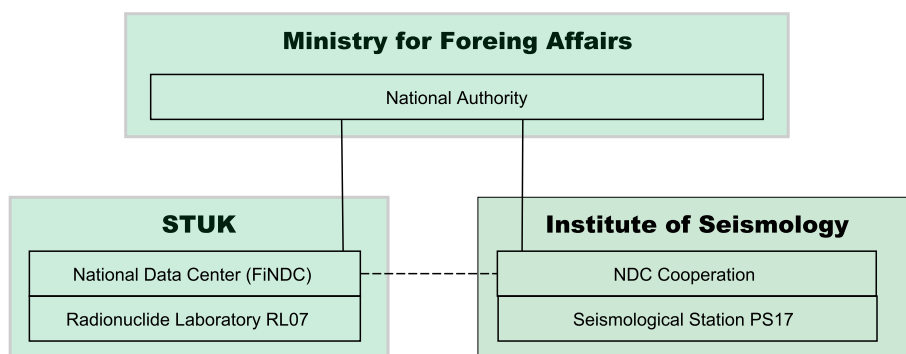 Ministry for Foreing Affairs
National Authority
STUK
National Data Center (FiNDC)
Radionuclide Laboratory RL07
Institute of Seismology
NDC Cooperation
Seismological Station PS17